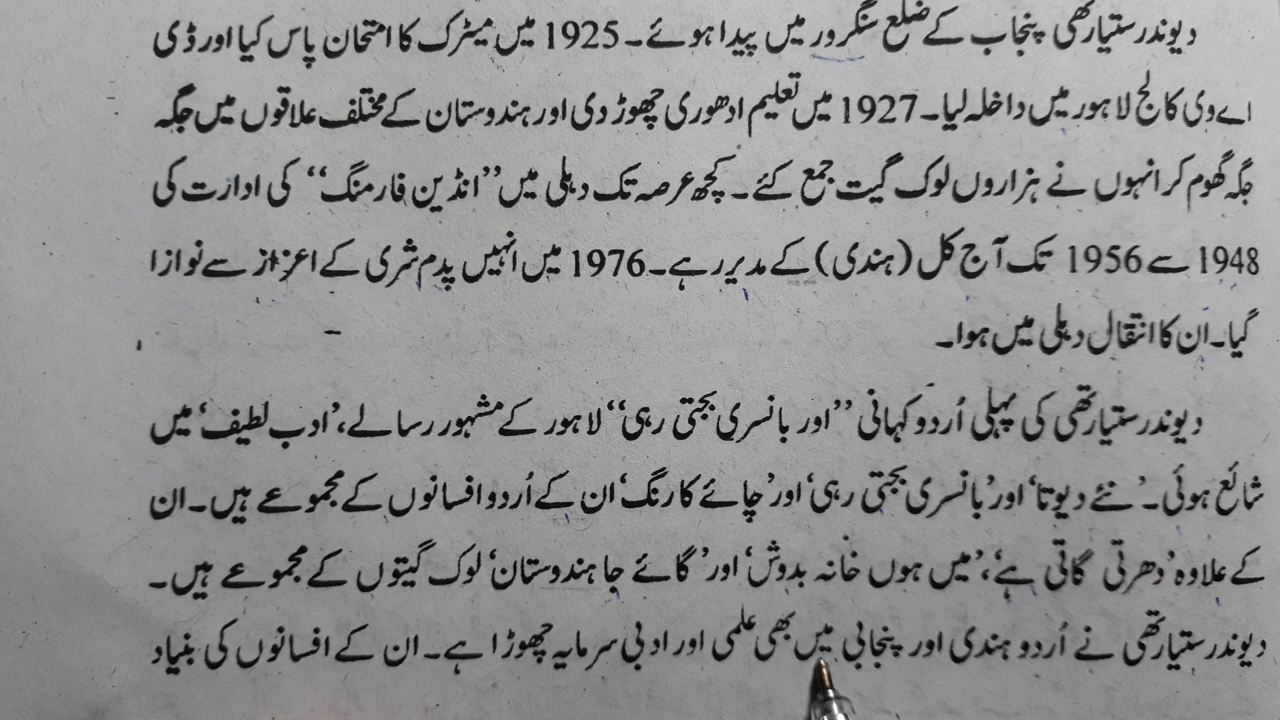 دیوندر ستیارتھی پنجاب کے ضلع سنگرور میں پیدا ہوئے۔ 1925 میں میٹرک کا امتحان پاس کیا اور ڈی
اے وی کالج لاہور میں داخلہ لیا۔ 1927 میں تعلیم ادھوری چھوڑ دی اور ہندوستان کے مختلف علاقوں میں جگہ
جگہ گھوم کر انہوں نے ہزاروں لوک گیت جمع کئے۔ کچھ عرصہ تک دہلی میں ”انڈین فارمنگ“ کی ادارت کی
1948 سے 1956 تک آج کل (ہندی) کے مدیر رہے۔ 1976 میں انہیں پدم شری کے اعزاز سے نوازا
گیا۔ ان کا انتقال دہلی میں ہوا۔
دیوندر ستیارتھی کی پہلی اُردو کہانی ”اور بانسری بجتی رہی“ لاہور کے مشہور رسالے، ’ادب لطیف‘ میں
شائع ہوئی۔ ’نئے دیوتا‘ اور ’بانسری بجتی رہی‘ اور ’چائے کا رنگ‘ ان کے اُردو افسانوں کے مجموعے ہیں۔ ان
کے علاوہ ’دھرتی گاتی ہے‘، ’میں ہوں خانہ بدوش‘ اور ’گائے جا ہندوستان‘ لوک گیتوں کے مجموعے ہیں۔
دیوندر ستیارتھی نے اُردو ہندی اور پنجابی میں بھی علمی اور ادبی سرمایہ چھوڑا ہے۔ ان کے افسانوں کی بنیاد